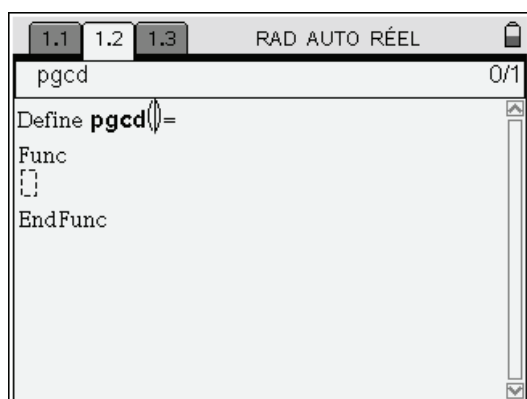 1.1 1.2 1.3 RAD AUTO RÉEL
pgcd 0/1
Define pgcd()=
Func
EndFunc